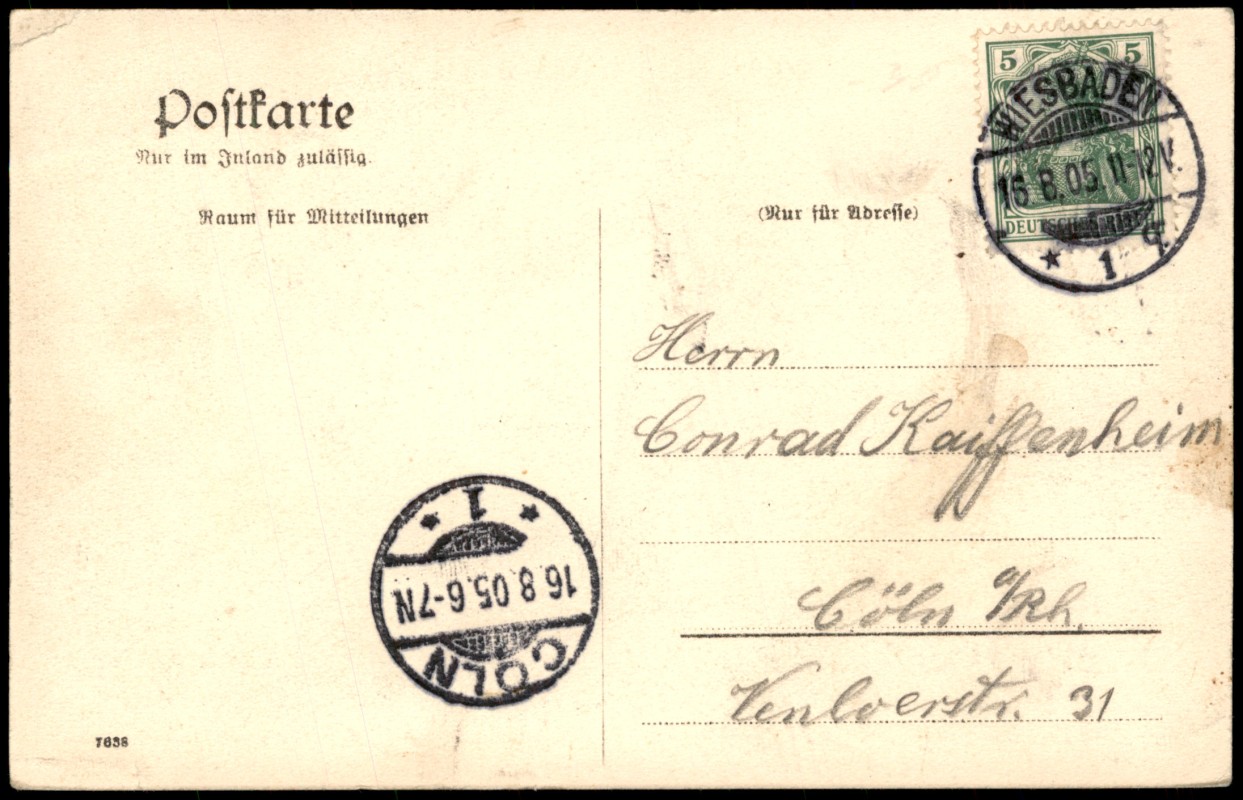 Postkarte
Nur im Inland zulässig.
Raum für Mitteilungen
(Nur für Adresse)
5 5
DEUTSCHES REICH
WIESBADEN
16.8.05.11-12V.
* 1 q.
Herrn
Conrad Kaiffenheim
Cöln a/Rh.
Venloerstr. 31
* 1 *
16.8.05.6-7N
CÖLN
7638